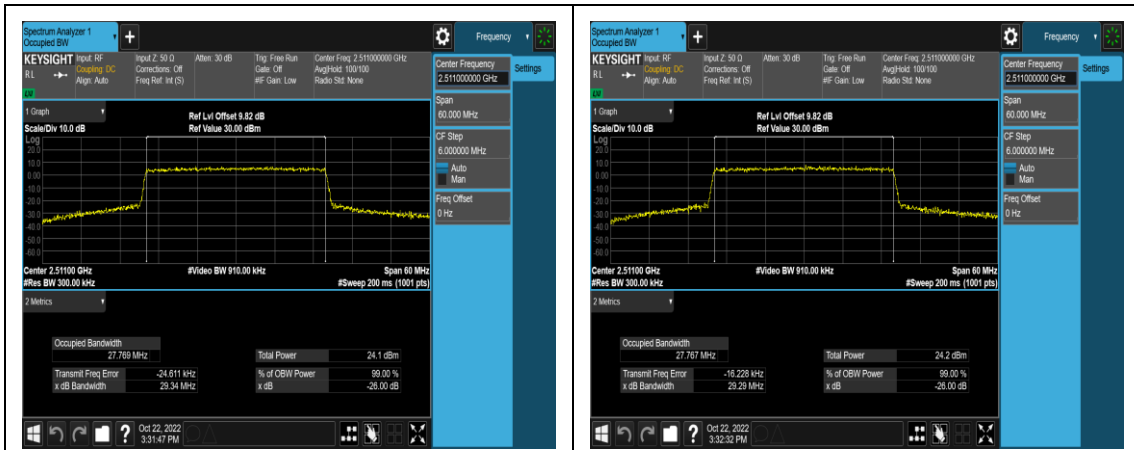 Spectrum Analyzer 1
Occupied BW
+
Frequency
KEYSIGHT
RL
LW
Input: RF
Coupling: DC
Align: Auto
Input Z: 50 Ω
Corrections: Off
Freq Ref: Int (S)
Atten: 30 dB
Trig: Free Run
Gate: Off
#IF Gain: Low
Center Freq: 2.511000000 GHz
Avg|Hold: 100/100
Radio Std: None
Center Frequency
2.511000000 GHz
Settings
Span
60.000 MHz
CF Step
6.000000 MHz
Auto
Man
Freq Offset
0 Hz
1 Graph
Scale/Div 10.0 dB
Ref Lvl Offset 9.82 dB
Ref Value 30.00 dBm
Log
20.0
10.0
0.00
-10.0
-20.0
-30.0
-40.0
-50.0
-60.0
Center 2.51100 GHz
#Res BW 300.00 kHz
#Video BW 910.00 kHz
Span 60 MHz
#Sweep 200 ms (1001 pts)
2 Metrics
Occupied Bandwidth
27.769 MHz
Total Power 24.1 dBm
Transmit Freq Error -24.611 kHz
% of OBW Power 99.00 %
x dB Bandwidth 29.34 MHz
x dB -26.00 dB
?
Oct 22, 2022
3:31:47 PM
Spectrum Analyzer 1
Occupied BW
+
Frequency
KEYSIGHT
RL
LW
Input: RF
Coupling: DC
Align: Auto
Input Z: 50 Ω
Corrections: Off
Freq Ref: Int (S)
Atten: 30 dB
Trig: Free Run
Gate: Off
#IF Gain: Low
Center Freq: 2.511000000 GHz
Avg|Hold: 100/100
Radio Std: None
Center Frequency
2.511000000 GHz
Settings
Span
60.000 MHz
CF Step
6.000000 MHz
Auto
Man
Freq Offset
0 Hz
1 Graph
Scale/Div 10.0 dB
Ref Lvl Offset 9.82 dB
Ref Value 30.00 dBm
Log
20.0
10.0
0.00
-10.0
-20.0
-30.0
-40.0
-50.0
-60.0
Center 2.51100 GHz
#Res BW 300.00 kHz
#Video BW 910.00 kHz
Span 60 MHz
#Sweep 200 ms (1001 pts)
2 Metrics
Occupied Bandwidth
27.767 MHz
Total Power 24.2 dBm
Transmit Freq Error -16.228 kHz
% of OBW Power 99.00 %
x dB Bandwidth 29.29 MHz
x dB -26.00 dB
?
Oct 22, 2022
3:32:32 PM